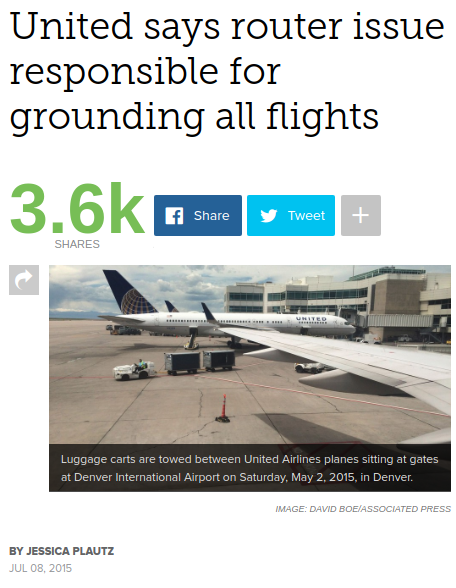 United says router issue
responsible for
grounding all flights
3.6k
SHARES
Share
Tweet
+
UNITED
Luggage carts are towed between United Airlines planes sitting at gates
at Denver International Airport on Saturday, May 2, 2015, in Denver.
IMAGE: DAVID BOE/ASSOCIATED PRESS
BY JESSICA PLAUTZ
JUL 08, 2015